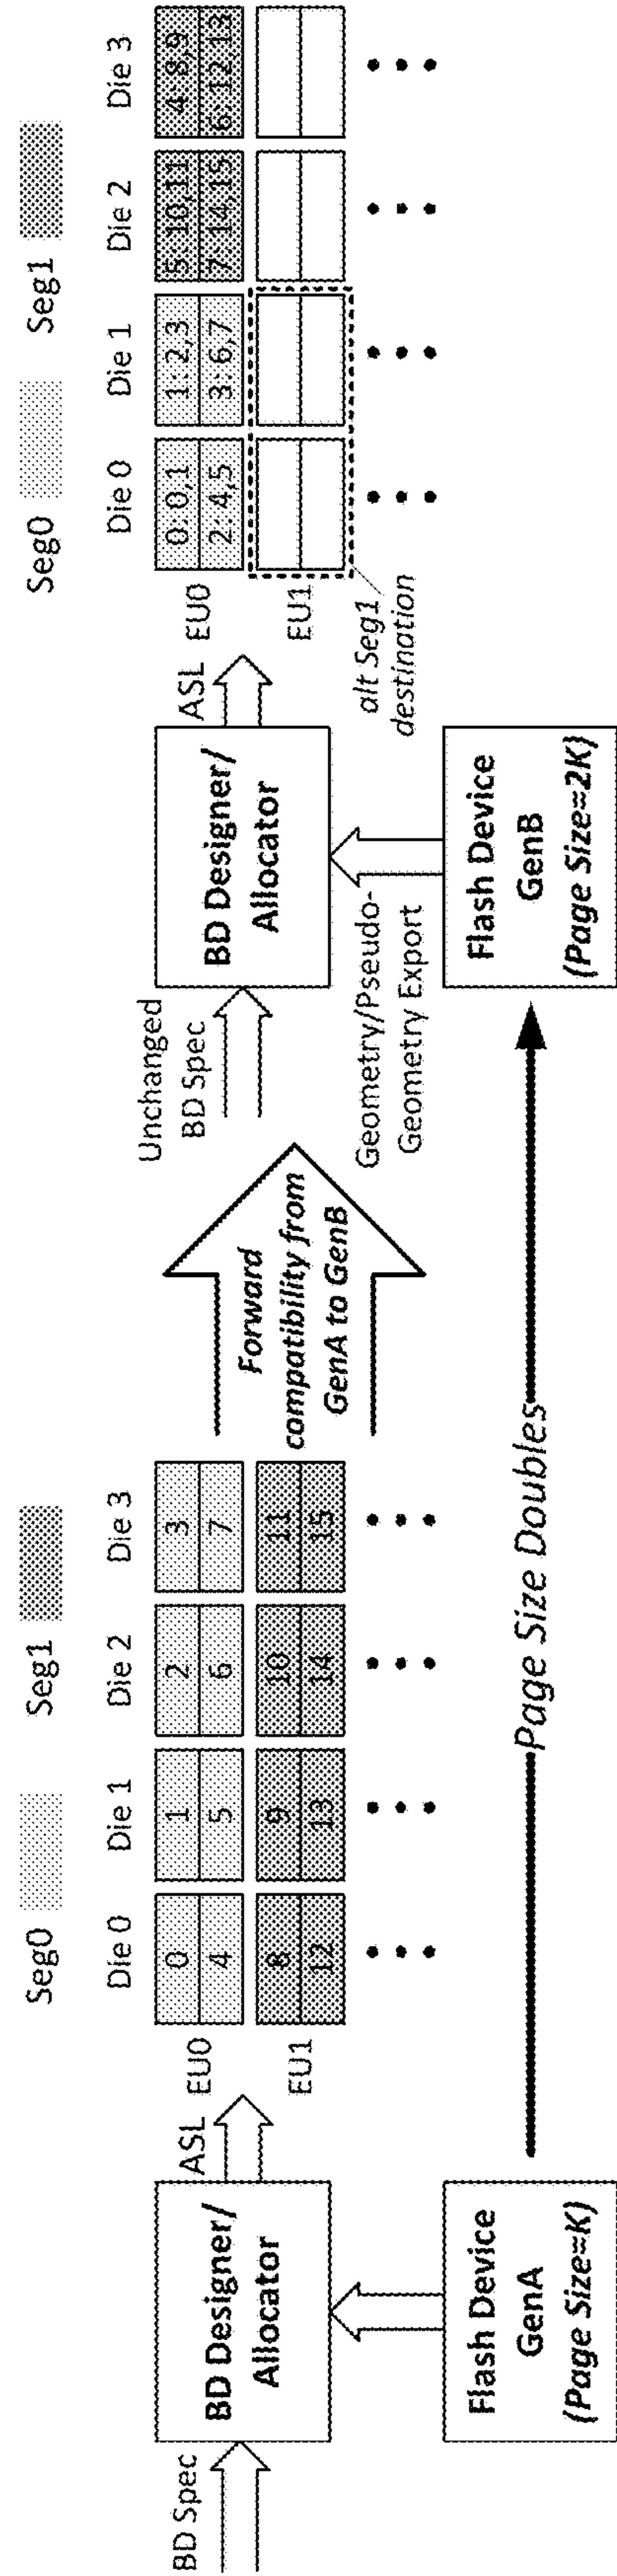 Seg0 Seg1
Die 0 Die 1 Die 2 Die 3
BD Spec
BD Designer/
Allocator
ASL
EU0
0 1 2 3
4 5 6 7
EU1
8 9 10 11
12 13 14 15
Flash Device
GenA
(Page Size=K)
Forward
compatibility from
GenA to GenB
Page Size Doubles
Seg0 Seg1
Die 0 Die 1 Die 2 Die 3
Unchanged
BD Spec
BD Designer/
Allocator
ASL
EU0
0: 0,1 1: 2,3 5: 10,11 4: 8,9
2: 4,5 3: 6,7 7: 14,15 6: 12,13
EU1
alt Seg1
destination
Geometry/Pseudo-
Geometry Export
Flash Device
GenB
(Page Size=2K)